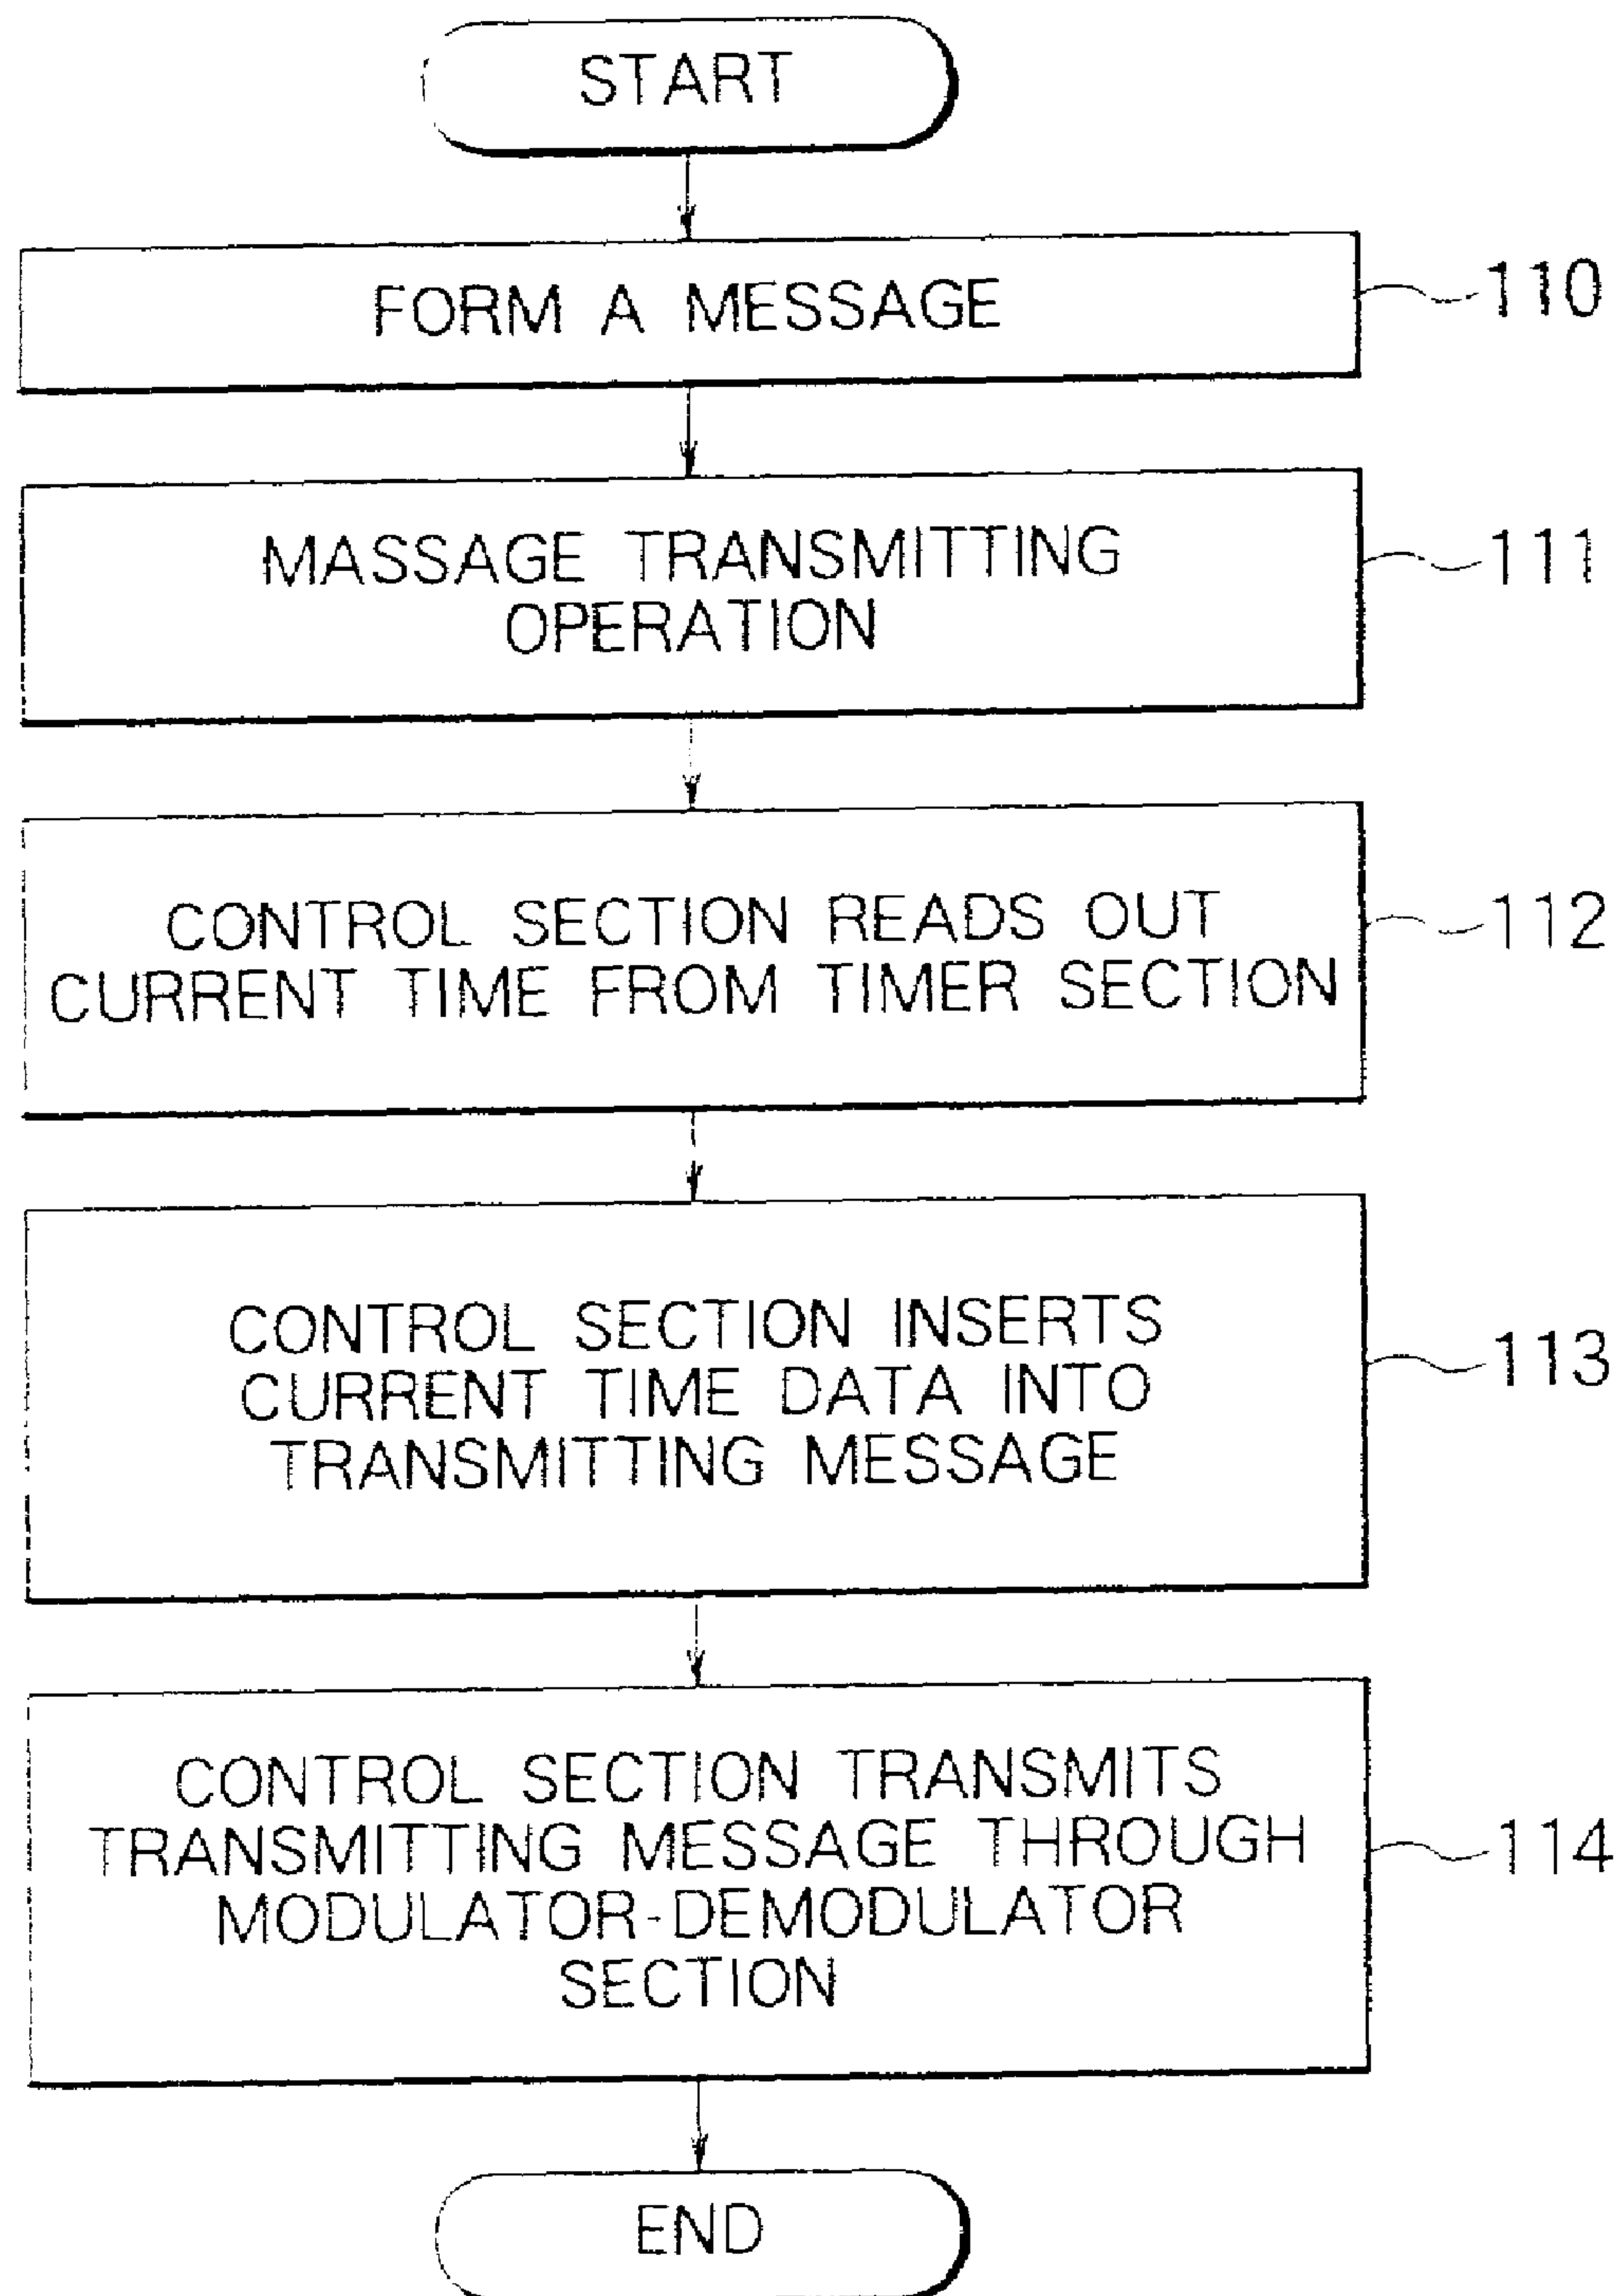 START
FORM A MESSAGE
110
MASSAGE TRANSMITTING
OPERATION
111
CONTROL SECTION READS OUT
CURRENT TIME FROM TIMER SECTION
112
CONTROL SECTION INSERTS
CURRENT TIME DATA INTO
TRANSMITTING MESSAGE
113
CONTROL SECTION TRANSMITS
TRANSMITTING MESSAGE THROUGH
MODULATOR-DEMODULATOR
SECTION
114
END